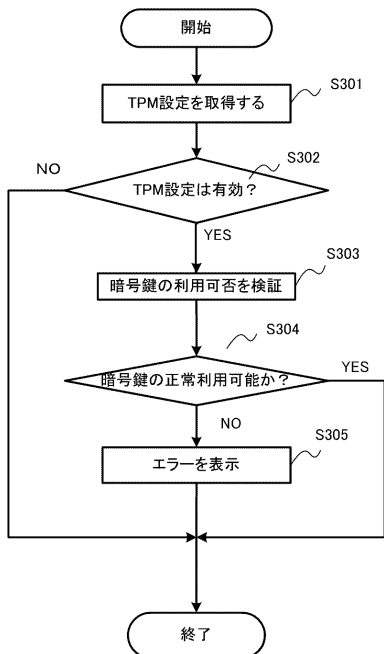 開始
TPM設定を取得する
S301
S302
NO
TPM設定は有効？
YES
S303
暗号鍵の利用可否を検証
S304
YES
暗号鍵の正常利用可能か？
NO
S305
エラーを表示
終了